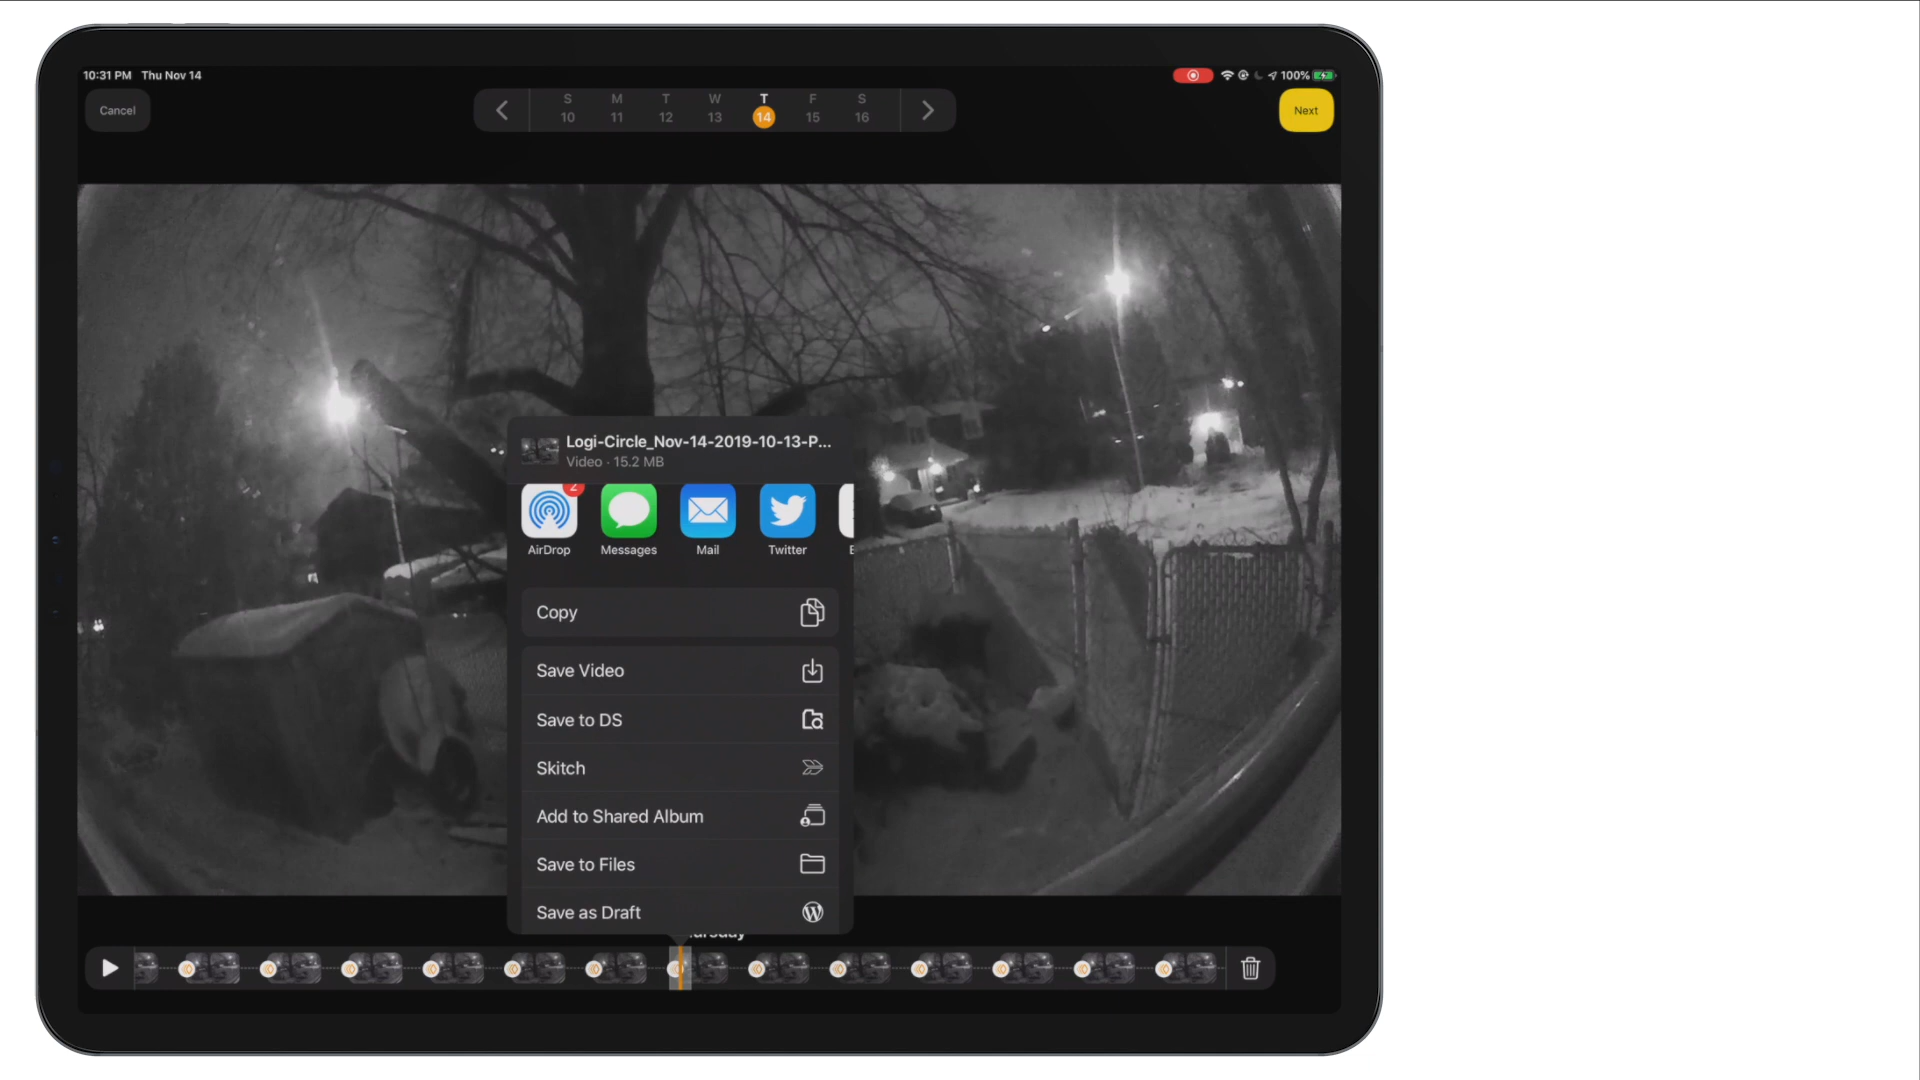 10:31 PM Thu Nov 14
100%
Cancel
S M T W T F S
10 11 12 13 14 15 16
Next
Logi-Circle_Nov-14-2019-10-13-P...
Video · 15.2 MB
2
AirDrop Messages Mail Twitter
Copy
Save Video
Save to DS
Skitch
Add to Shared Album
Save to Files
Save as Draft